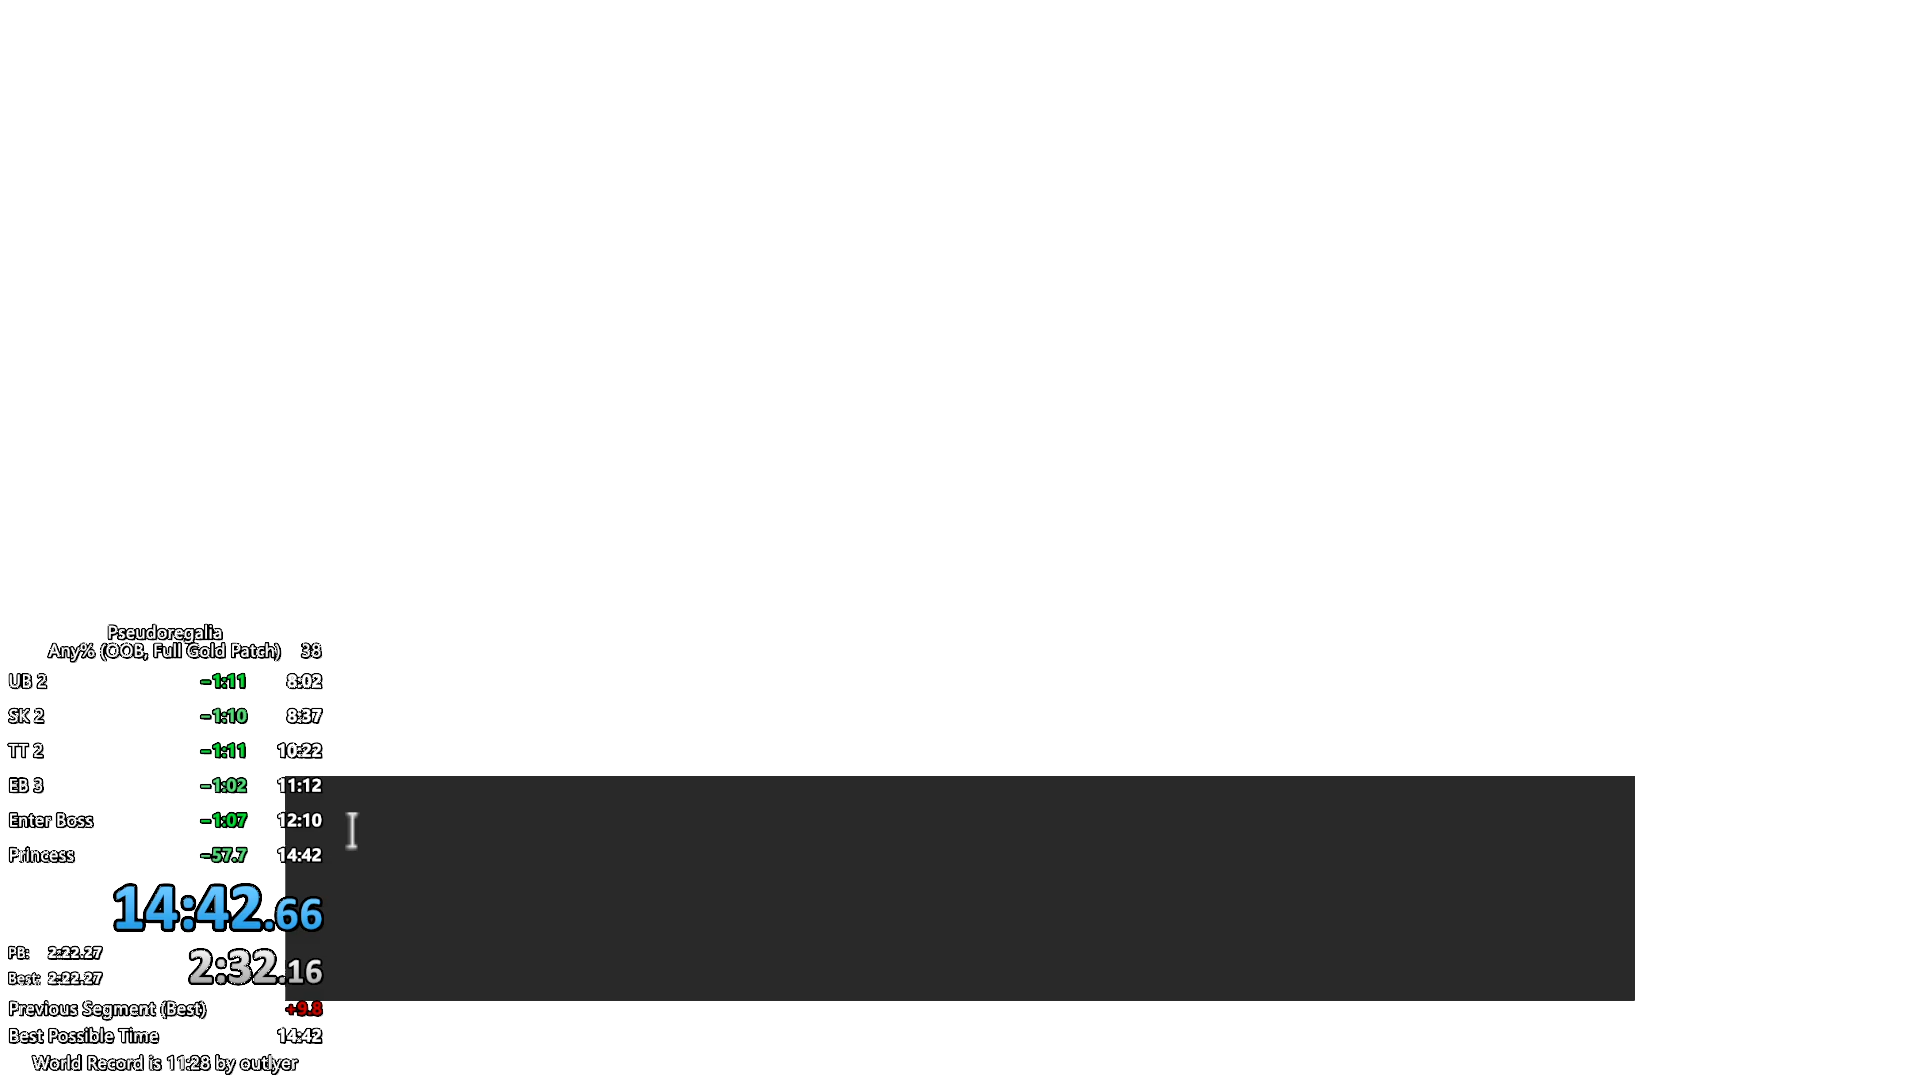 Pseudoregalia
Any% (OOB, Full Gold Patch) 38
UB 2 -1:11 8:02
SK 2 -1:10 8:37
TT 2 -1:11 10:22
EB 3 -1:02 11:12
Enter Boss -1:07 12:10
Princess -57.7 14:42
14:42.66
PB: 2:22.27
2:32.16
Best: 2:22.27
Previous Segment (Best) +9.8
Best Possible Time 14:42
World Record is 11:28 by outlyer